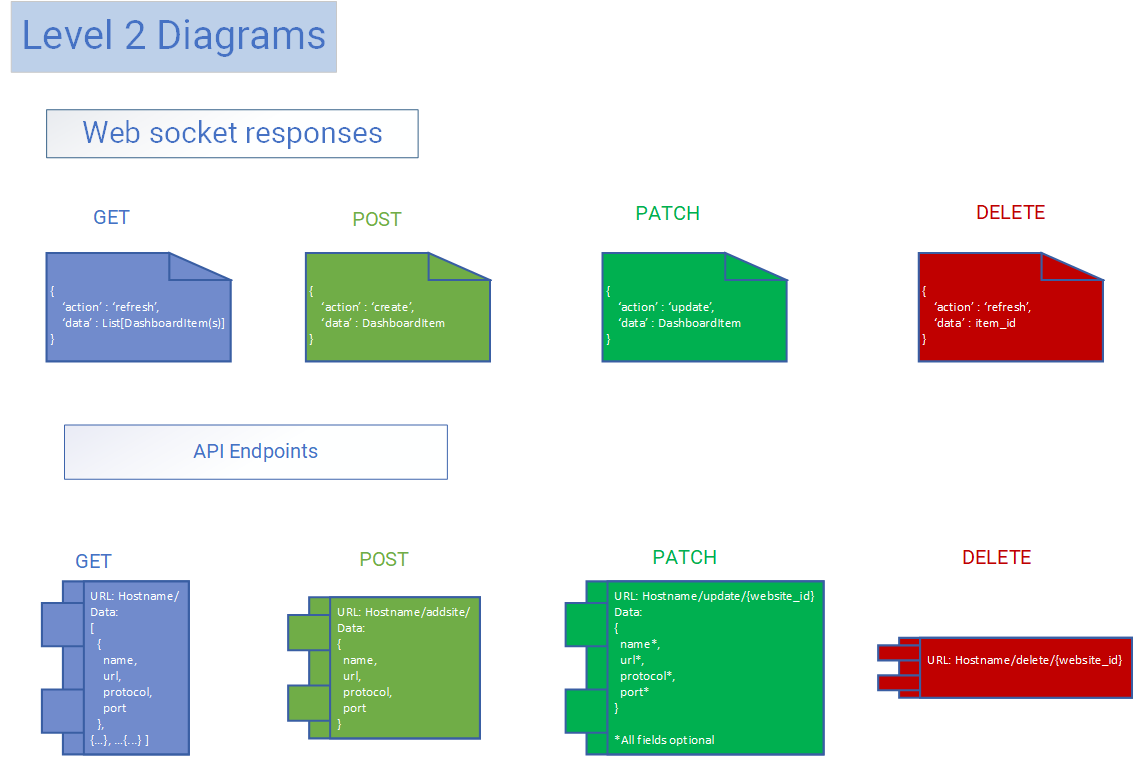 Level 2 Diagrams
Web socket responses
GET
{
‘action’ : ‘refresh’,
‘data’ : List[DashboardItem(s)]
}
POST
{
‘action’ : ‘create’,
‘data’ : DashboardItem
}
PATCH
{
‘action’ : ‘update’,
‘data’ : DashboardItem
}
DELETE
{
‘action’ : ‘refresh’,
‘data’ : item_id
}
API Endpoints
GET
URL: Hostname/
Data:
[
{
name,
url,
protocol,
port
},
{...}, ...{...} ]
POST
URL: Hostname/addsite/
Data:
{
name,
url,
protocol,
port
}
PATCH
URL: Hostname/update/{website_id}
Data:
{
name*,
url*,
protocol*,
port*
}
*All fields optional
DELETE
URL: Hostname/delete/{website_id}